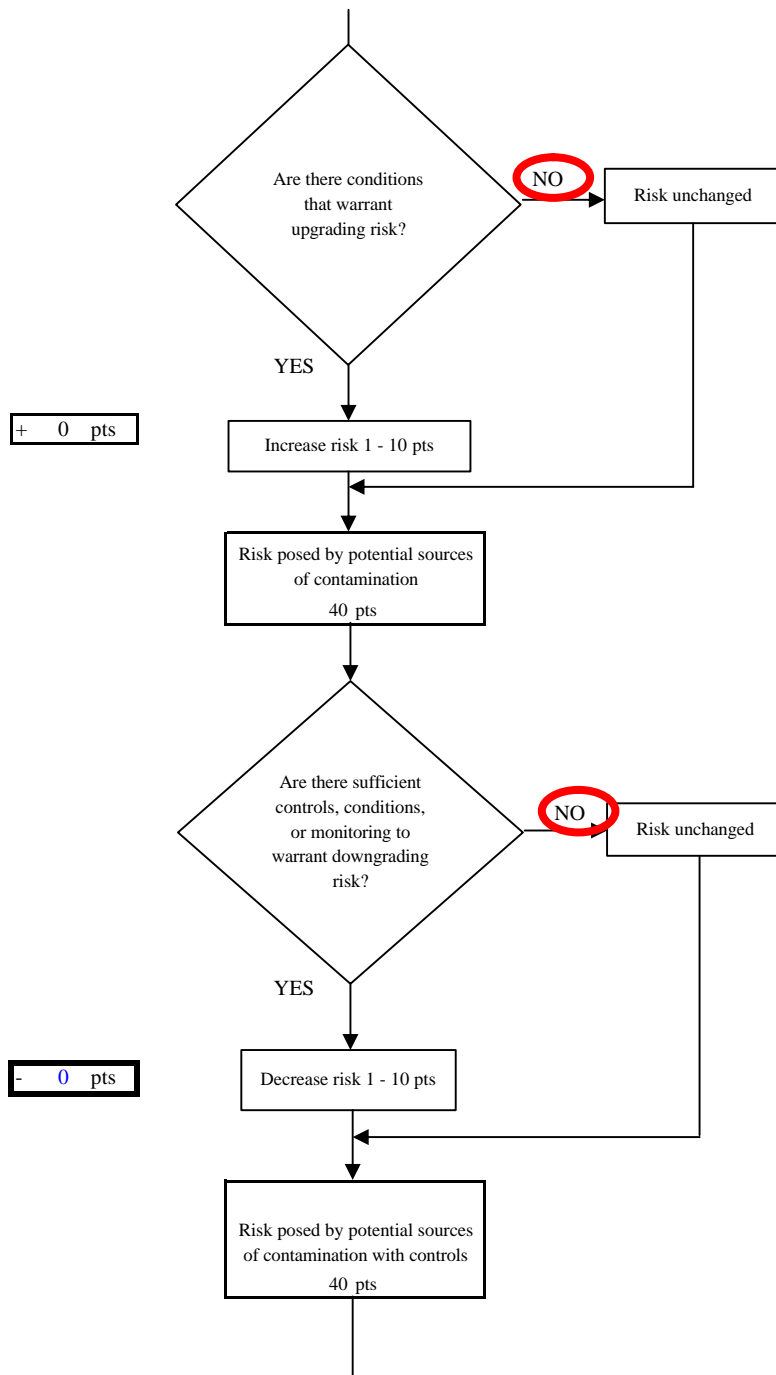 Are there conditions
that warrant
upgrading risk?
NO
Risk unchanged
YES
+ 0 pts
Increase risk 1 - 10 pts
Risk posed by potential sources
of contamination
40 pts
Are there sufficient
controls, conditions,
or monitoring to
warrant downgrading
risk?
NO
Risk unchanged
YES
- 0 pts
Decrease risk 1 - 10 pts
Risk posed by potential sources
of contamination with controls
40 pts